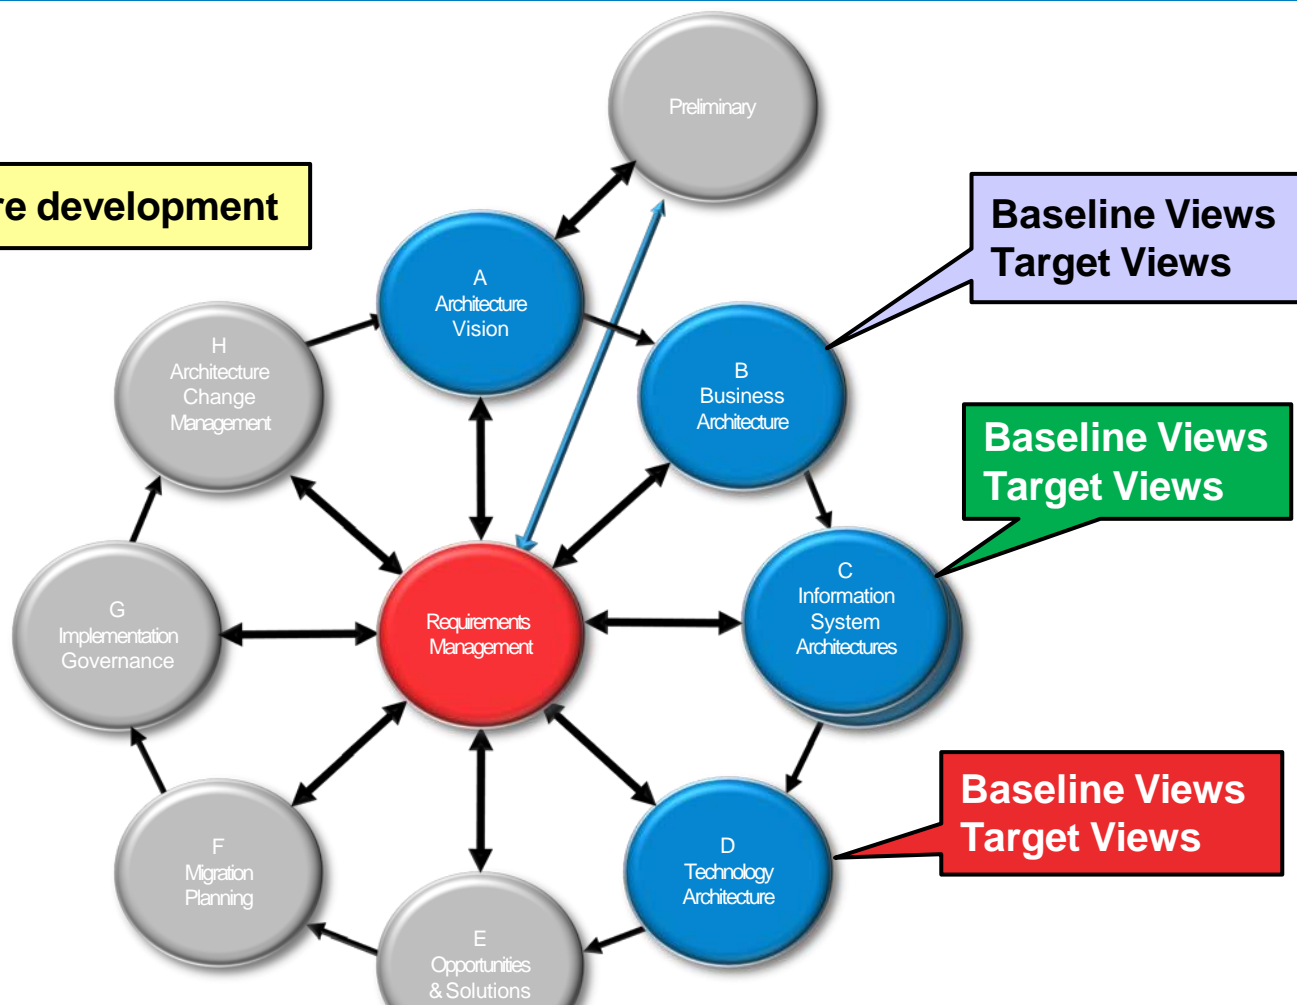 Preliminary
re development
Baseline Views
Target Views
A
Architecture
Vision
H
Architecture
Change
Management
B
Business
Architecture
Baseline Views
Target Views
C
Information
System
Architectures
G
Implementation
Governance
Requirements
Management
Baseline Views
Target Views
F
Migration
Planning
D
Technology
Architecture
E
Opportunities
& Solutions